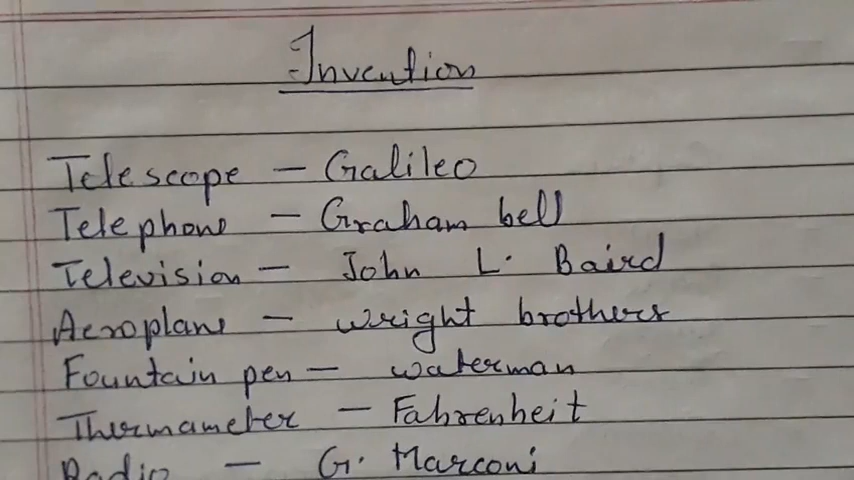 Invention
Telescope - Galileo
Telephone - Graham bell
Television - John L. Baird
Aeroplane - wright brothers
Fountain pen - waterman
Thermameter - Fahrenheit
Radio - G. Marconi